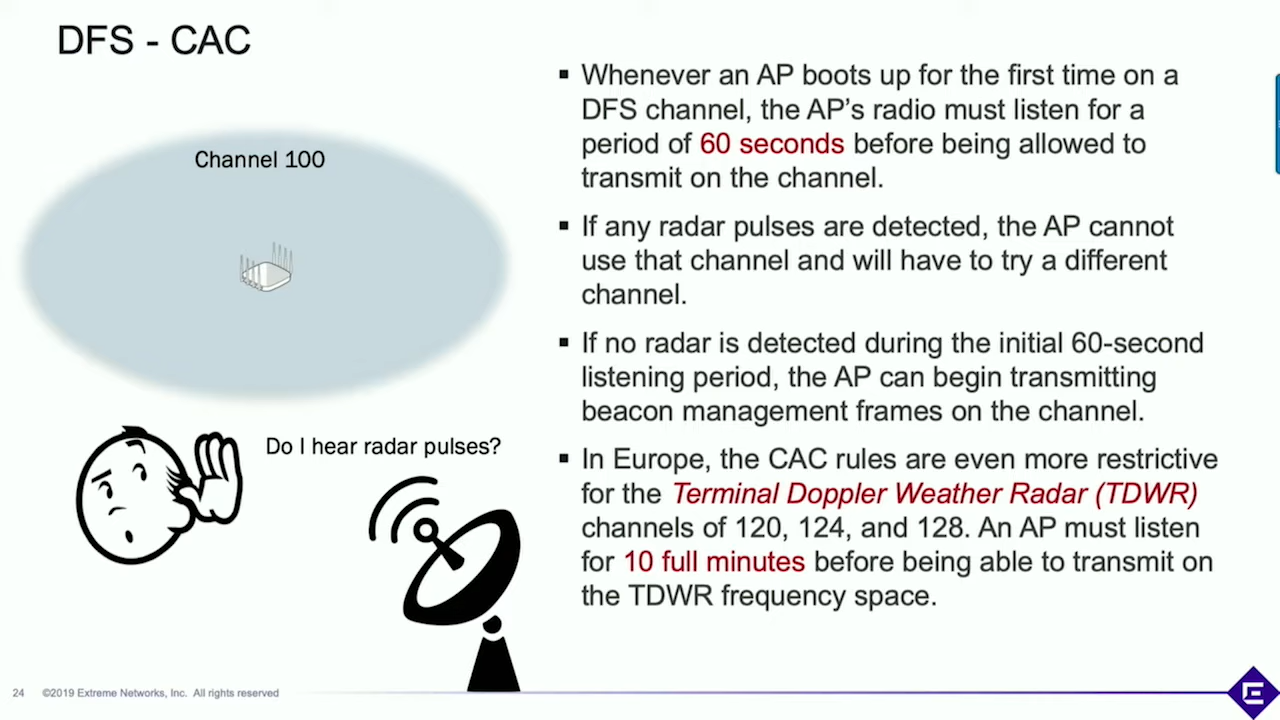 DFS - CAC
Channel 100
Do I hear radar pulses?
▪ Whenever an AP boots up for the first time on a
DFS channel, the AP's radio must listen for a
period of 60 seconds before being allowed to
transmit on the channel.
▪ If any radar pulses are detected, the AP cannot
use that channel and will have to try a different
channel.
▪ If no radar is detected during the initial 60-second
listening period, the AP can begin transmitting
beacon management frames on the channel.
▪ In Europe, the CAC rules are even more restrictive
for the Terminal Doppler Weather Radar (TDWR)
channels of 120, 124, and 128. An AP must listen
for 10 full minutes before being able to transmit on
the TDWR frequency space.
24 ©2019 Extreme Networks, Inc. All rights reserved